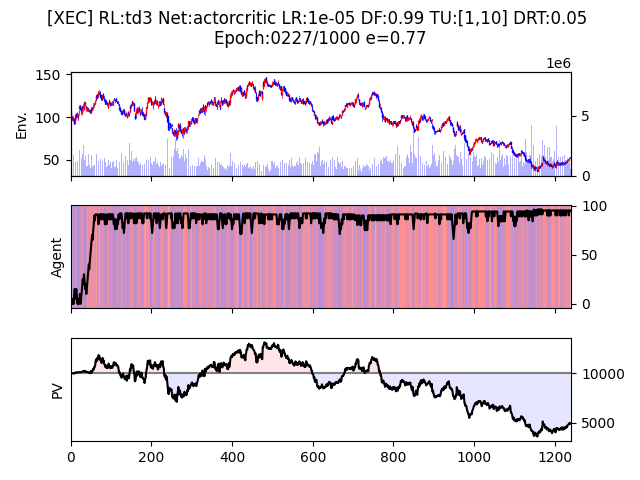 [XEC] RL:td3 Net:actorcritic LR:1e-05 DF:0.99 TU:[1,10] DRT:0.05
Epoch:0227/1000 e=0.77
1e6
150
100
50
Env.
5
0
Agent
100
50
0
PV
10000
5000
0 200 400 600 800 1000 1200